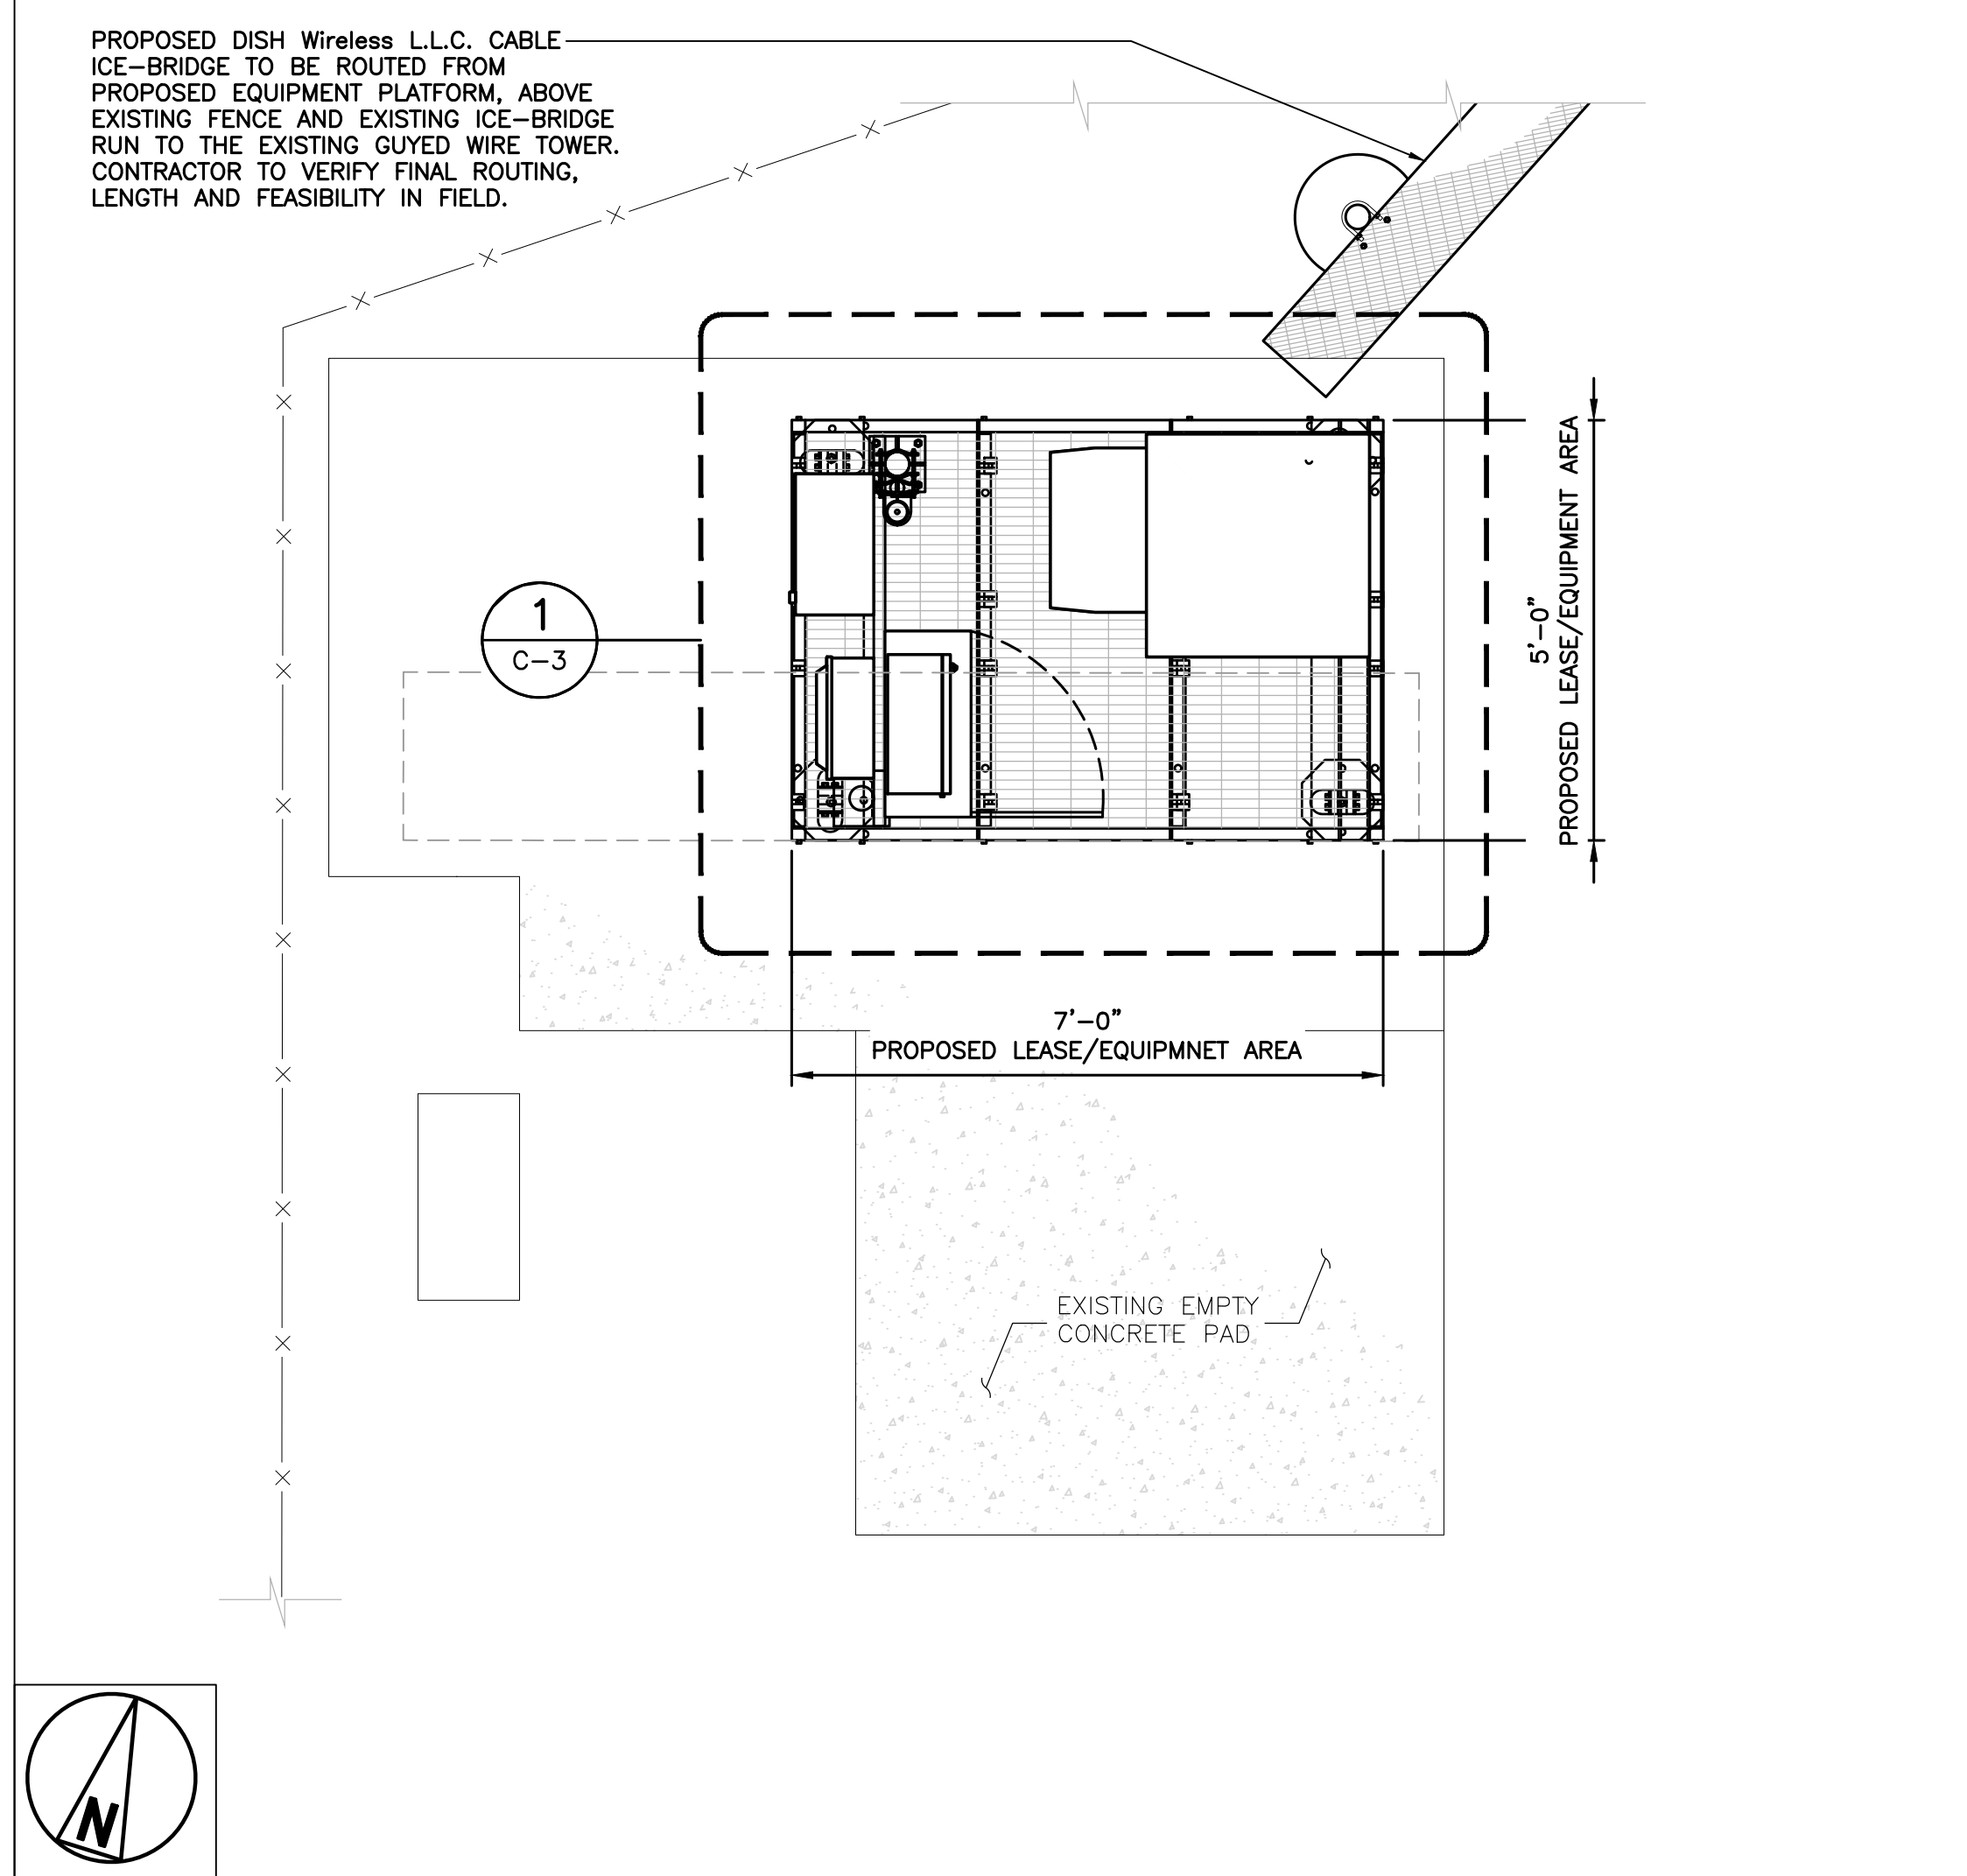 PROPOSED DISH Wireless L.L.C. CABLE
ICE-BRIDGE TO BE ROUTED FROM
PROPOSED EQUIPMENT PLATFORM, ABOVE
EXISTING FENCE AND EXISTING ICE-BRIDGE
RUN TO THE EXISTING GUYED WIRE TOWER.
CONTRACTOR TO VERIFY FINAL ROUTING,
LENGTH AND FEASIBILITY IN FIELD.
1
C-3
5'-0"
PROPOSED LEASE/EQUIPMENT AREA
7'-0"
PROPOSED LEASE/EQUIPMNET AREA
EXISTING EMPTY
CONCRETE PAD
N